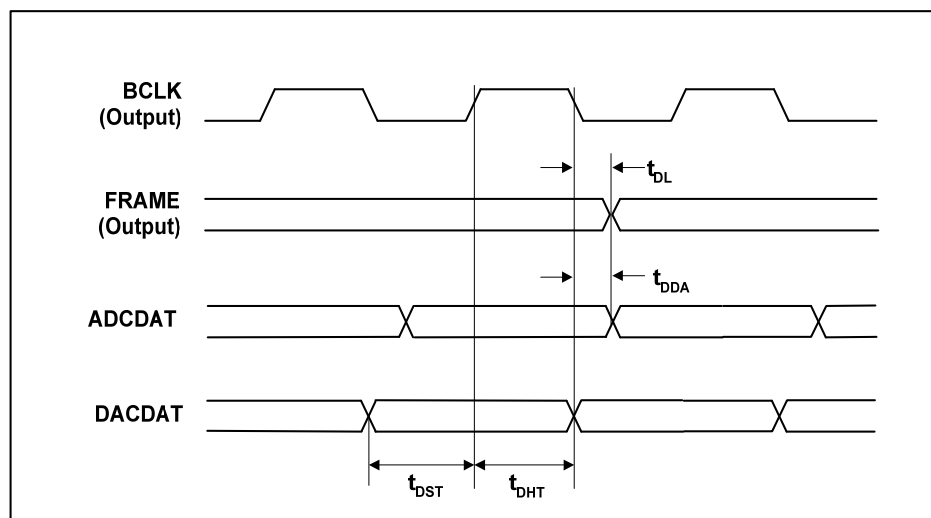 BCLK
(Output)
tDL
FRAME
(Output)
tDDA
ADCDAT
DACDAT
tDST
tDHT